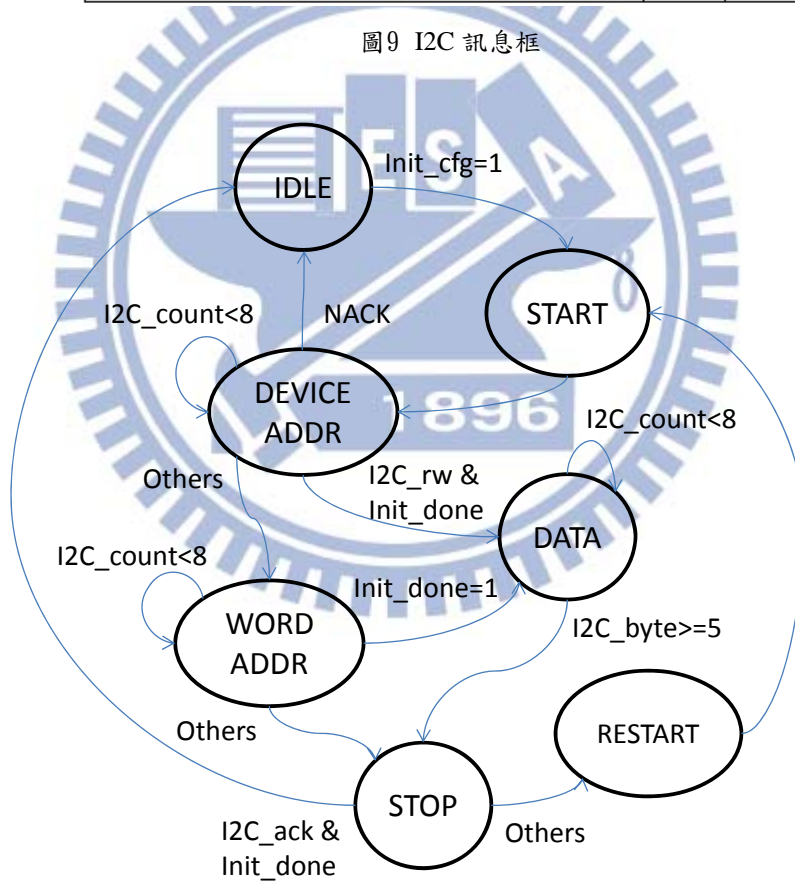 圖9 I2C 訊息框
E S A
IDLE
Init_cfg=1
START
I2C_count<8
NACK
DEVICE
ADDR
1896
I2C_count<8
Others
I2C_rw &
Init_done
DATA
I2C_count<8
Init_done=1
WORD
ADDR
I2C_byte>=5
Others
RESTART
STOP
I2C_ack &
Init_done
Others